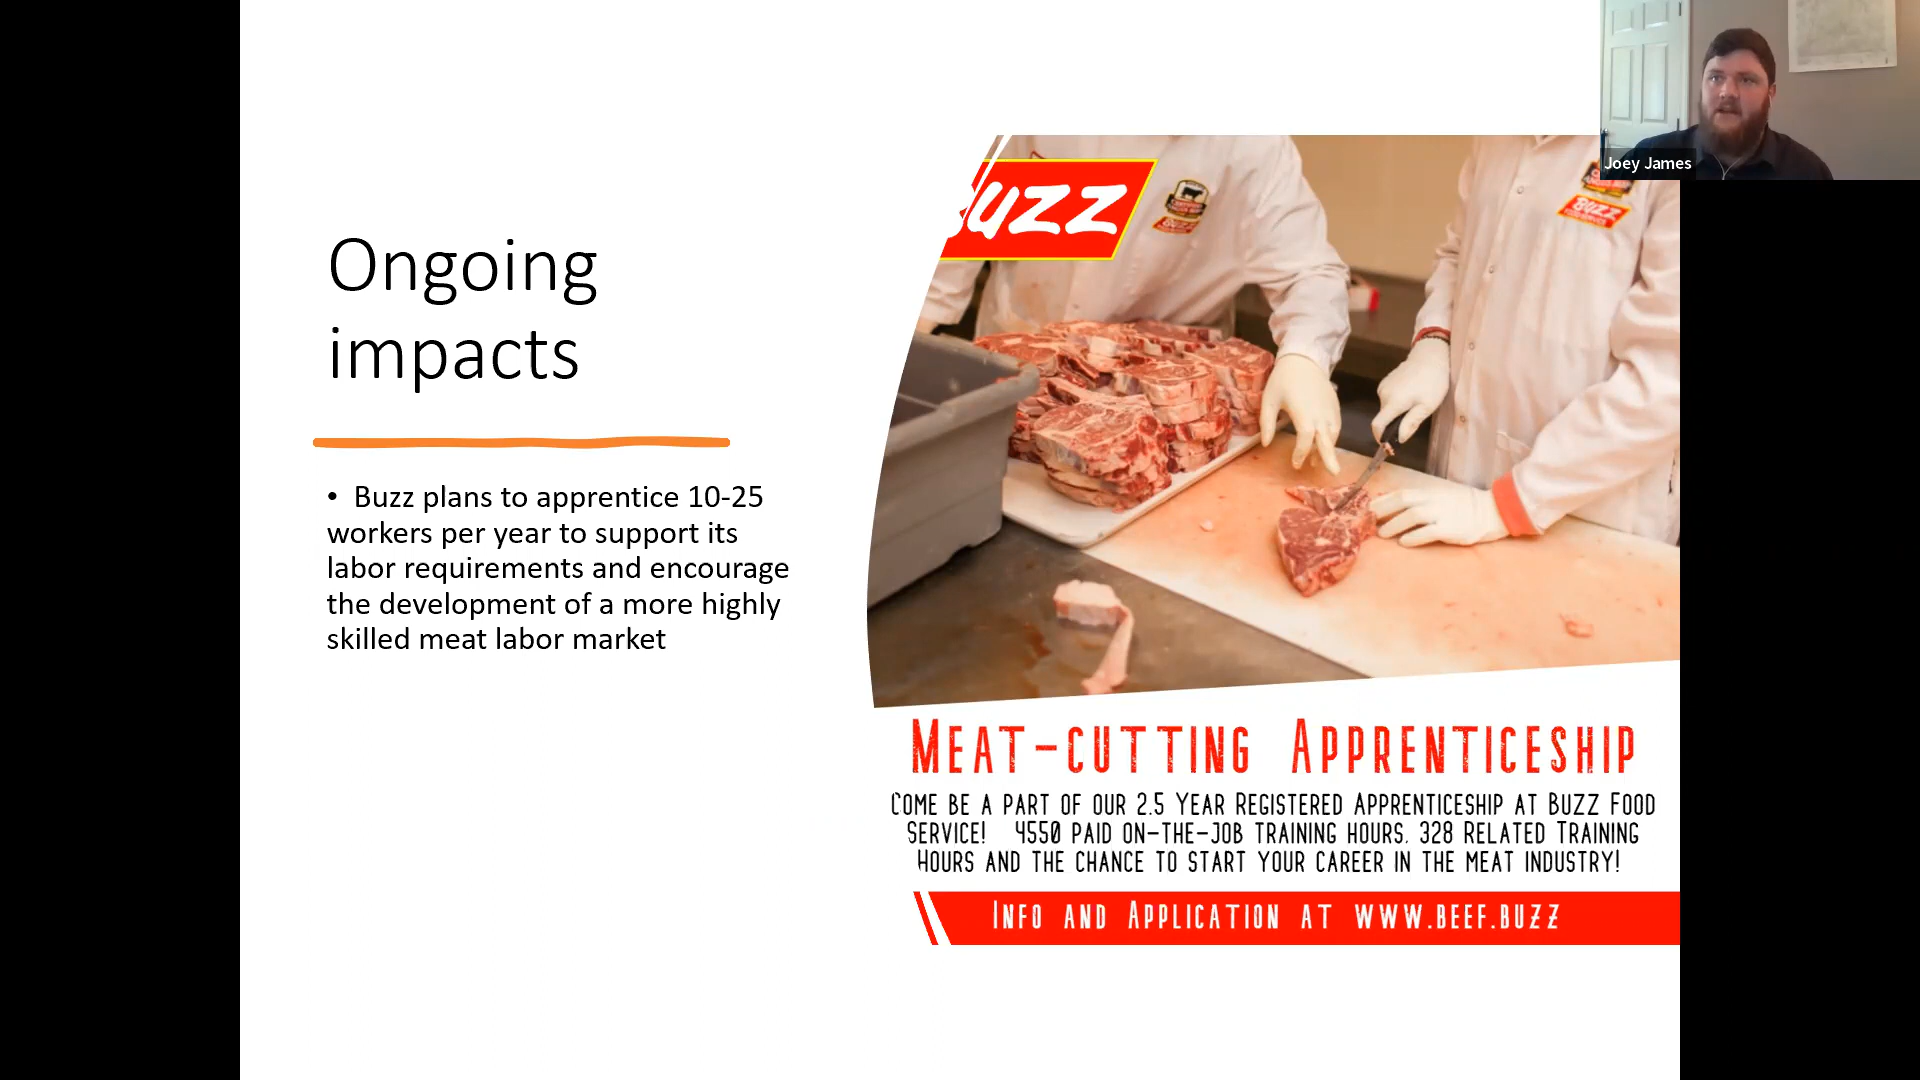 Joey James
BUZZ
BUZZ
Ongoing
impacts
• Buzz plans to apprentice 10-25
workers per year to support its
labor requirements and encourage
the development of a more highly
skilled meat labor market
MEAT-CUTTING APPRENTICESHIP
COME BE A PART OF OUR 2.5 YEAR REGISTERED APPRENTICESHIP AT BUZZ FOOD
SERVICE! 4550 PAID ON-THE-JOB TRAINING HOURS, 328 RELATED TRAINING
HOURS AND THE CHANCE TO START YOUR CAREER IN THE MEAT INDUSTRY!
INFO AND APPLICATION AT WWW.BEEF.BUZZ